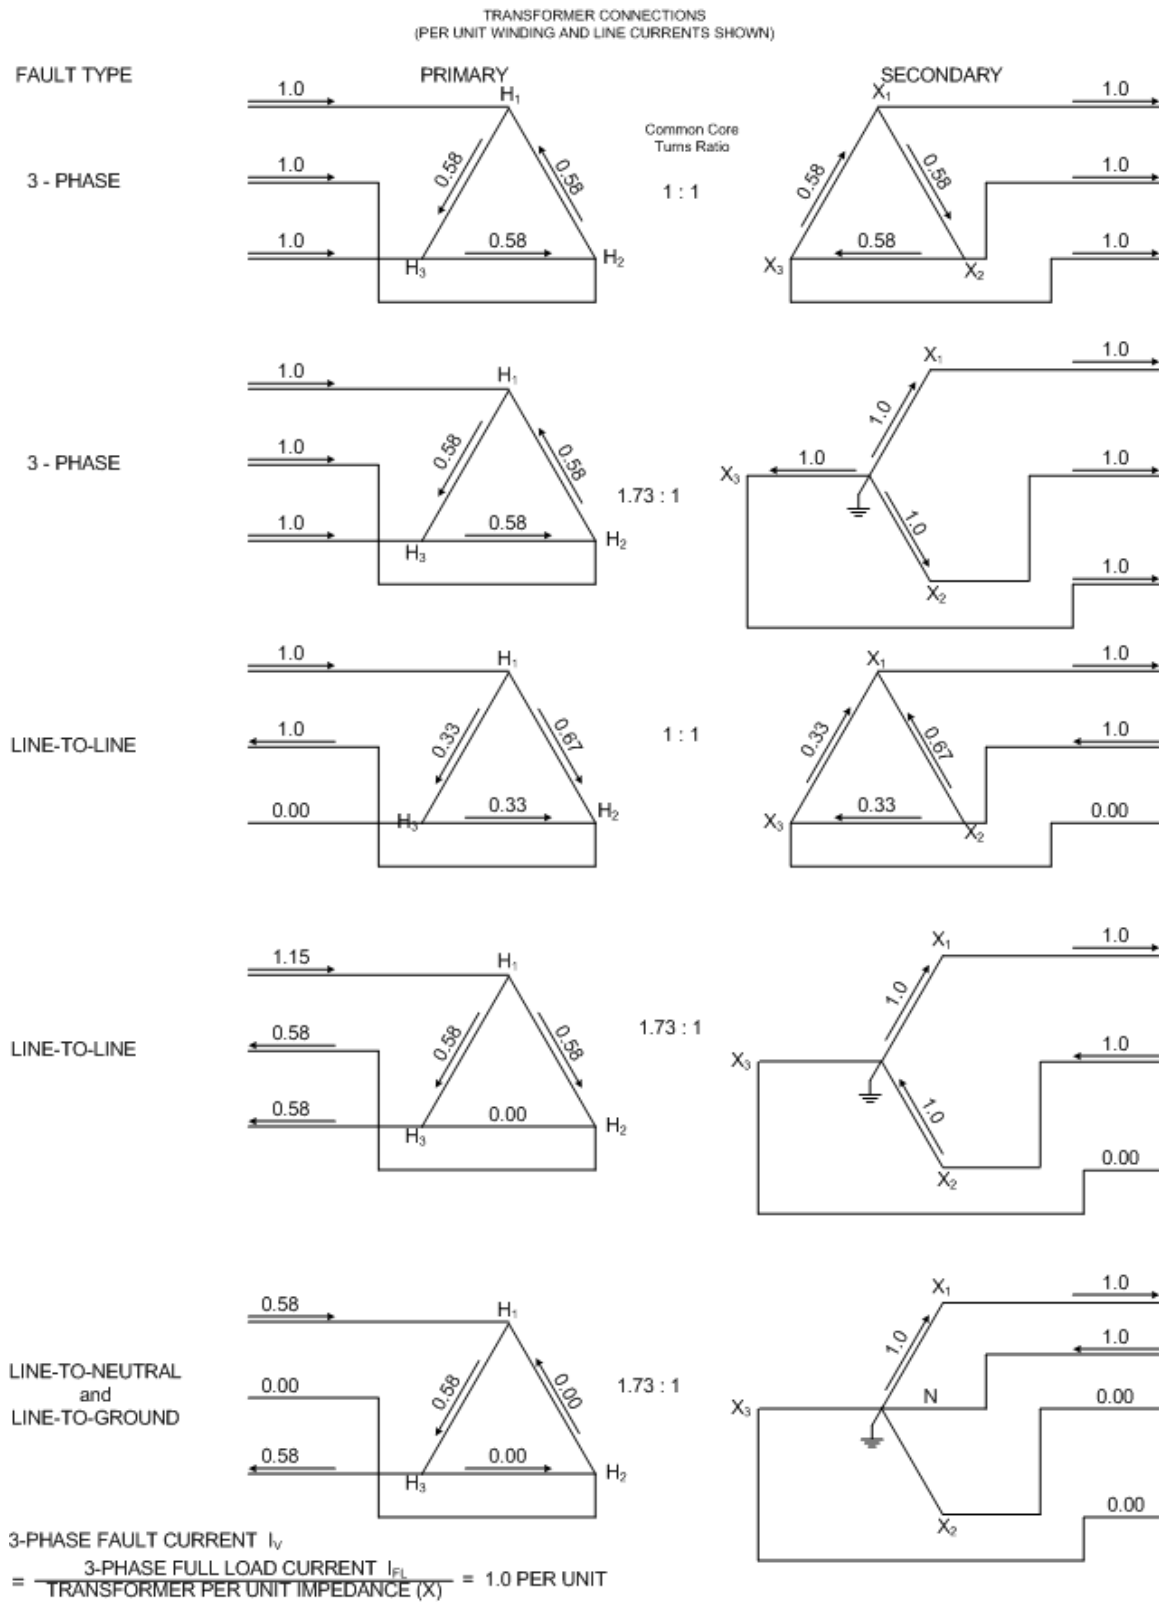 TRANSFORMER CONNECTIONS
(PER UNIT WINDING AND LINE CURRENTS SHOWN)
FAULT TYPE PRIMARY SECONDARY
1.0 H₁ X₁ 1.0
Common Core
Turns Ratio
3 - PHASE 1.0 0.58 0.58 1 : 1 0.58 0.58 1.0
1.0 0.58 0.58 1.0
H₃ H₂ X₃ X₂
1.0 H₁ X₁ 1.0
3 - PHASE 1.0 0.58 0.58 1.0 1.0 1.0
1.73 : 1 X₃
1.0 0.58 1.0
H₃ H₂ 1.0
X₂
1.0 H₁ X₁ 1.0
LINE-TO-LINE 1.0 0.33 0.67 1 : 1 0.33 0.67 1.0
0.00 0.33 0.33 0.00
H₃ H₂ X₃ X₂
1.15 H₁ X₁ 1.0
LINE-TO-LINE 0.58 0.58 0.58 1.73 : 1 1.0 1.0
X₃
0.58 0.00 1.0
H₃ H₂ X₂ 0.00
0.58 H₁ X₁ 1.0
1.0 1.0
LINE-TO-NEUTRAL
and
LINE-TO-GROUND
0.00 0.58 0.00 1.73 : 1 X₃ N 0.00
0.58 0.00
H₃ H₂ X₂ 0.00
3-PHASE FAULT CURRENT I_V
= 3-PHASE FULL LOAD CURRENT I_FL
TRANSFORMER PER UNIT IMPEDANCE (X) = 1.0 PER UNIT